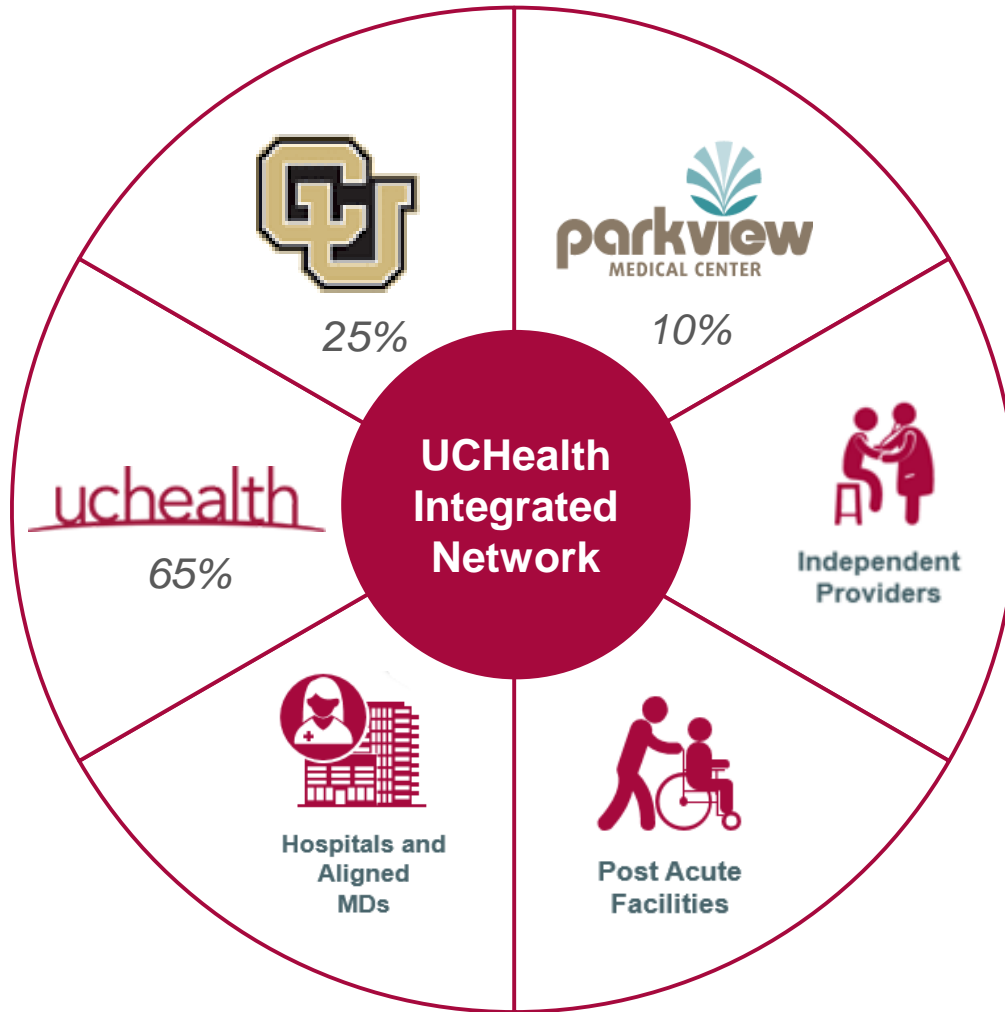 CU
25%
parkview
MEDICAL CENTER
10%
uchealth
65%
UCHealth
Integrated
Network
Independent
Providers
Hospitals and
Aligned
MDs
Post Acute
Facilities